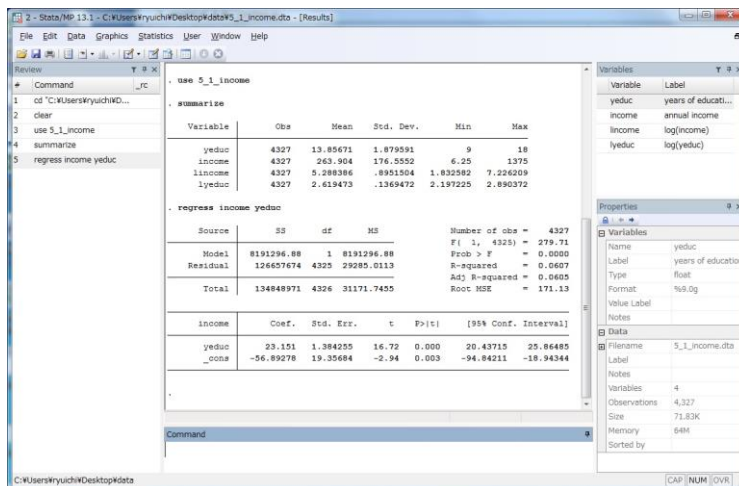 2 - Stata/MP 13.1 - C:¥Users¥ryuichi¥Desktop¥data¥5_1_income.dta - [Results]
File Edit Data Graphics Statistics User Window Help
Review
# Command _rc
1 cd "C:¥Users¥ryuichi¥D...
2 clear
3 use 5_1_income
4 summarize
5 regress income yeduc
. use 5_1_income
. summarize
Variable Obs Mean Std. Dev. Min Max
yeduc 4327 13.85671 1.879591 9 18
income 4327 263.904 176.5552 6.25 1375
lincome 4327 5.288386 .8951504 1.832582 7.226209
lyeduc 4327 2.619473 .1369472 2.197225 2.890372
. regress income yeduc
Source SS df MS Number of obs = 4327
F( 1, 4325) = 279.71
Model 8191296.88 1 8191296.88 Prob > F = 0.0000
Residual 126657674 4325 29285.0113 R-squared = 0.0607
Adj R-squared = 0.0605
Total 134848971 4326 31171.7455 Root MSE = 171.13
income Coef. Std. Err. t P>|t| [95% Conf. Interval]
yeduc 23.151 1.384255 16.72 0.000 20.43715 25.86485
_cons -56.89278 19.35684 -2.94 0.003 -94.84211 -18.94344
.
Command
Variables
Variable Label
yeduc years of educati...
income annual income
lincome log(income)
lyeduc log(yeduc)
Properties
Variables
Name yeduc
Label years of educatio
Type float
Format %9.0g
Value Label
Notes
Data
Filename 5_1_income.dta
Label
Notes
Variables 4
Observations 4,327
Size 71.83K
Memory 64M
Sorted by
C:¥Users¥ryuichi¥Desktop¥data
CAP NUM OVR